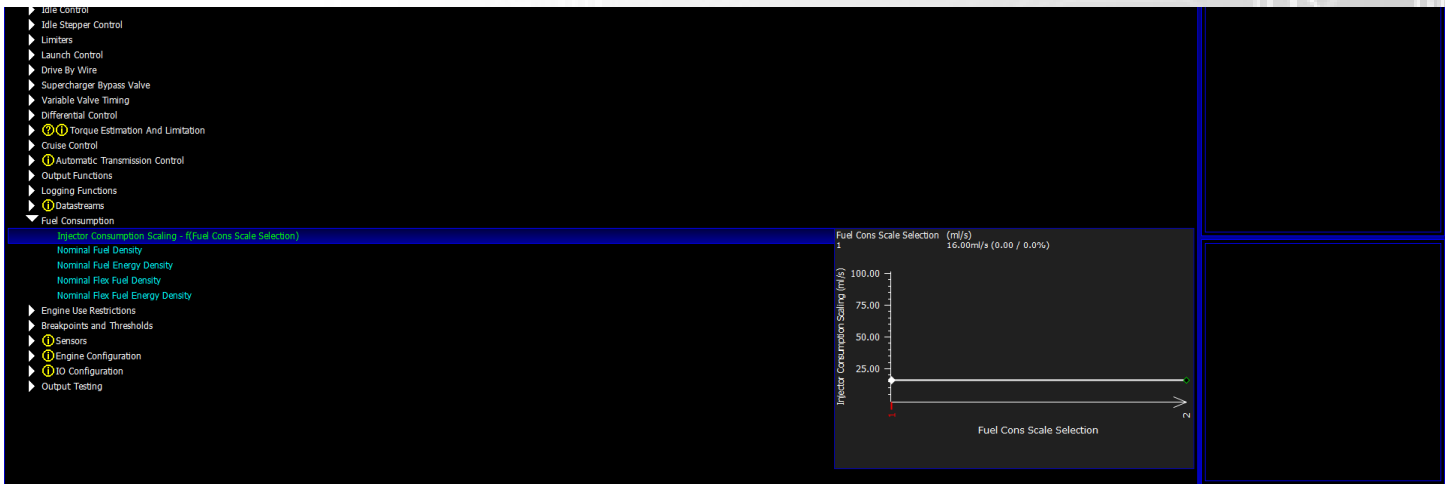 Idle Control
Idle Stepper Control
Limiters
Launch Control
Drive By Wire
Supercharger Bypass Valve
Variable Valve Timing
Differential Control
Torque Estimation And Limitation
Cruise Control
Automatic Transmission Control
Output Functions
Logging Functions
Datastreams
Fuel Consumption
Injector Consumption Scaling - f(Fuel Cons Scale Selection)
Nominal Fuel Density
Nominal Fuel Energy Density
Nominal Flex Fuel Density
Nominal Flex Fuel Energy Density
Engine Use Restrictions
Breakpoints and Thresholds
Sensors
Engine Configuration
IO Configuration
Output Testing
Fuel Cons Scale Selection (ml/s)
1 16.00ml/s (0.00 / 0.0%)
Injector Consumption Scaling (ml/s)
100.00
75.00
50.00
25.00
1
2
Fuel Cons Scale Selection